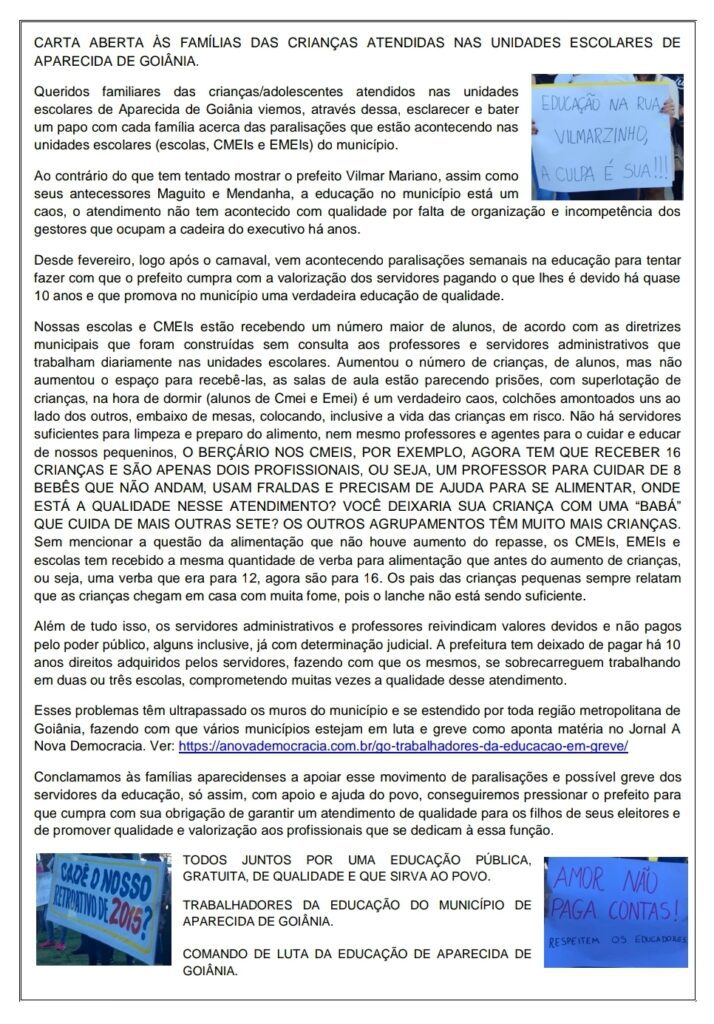 CARTA ABERTA ÀS FAMÍLIAS DAS CRIANÇAS ATENDIDAS NAS UNIDADES ESCOLARES DE
APARECIDA DE GOIÂNIA.
Queridos familiares das crianças/adolescentes atendidos nas unidades
escolares de Aparecida de Goiânia viemos, através dessa, esclarecer e bater
um papo com cada família acerca das paralisações que estão acontecendo nas
unidades escolares (escolas, CMEIs e EMEIs) do município.
EDUCAÇÃO NA RUA
VILMARZINHO,
A CULPA É SUA!!!
Ao contrário do que tem tentado mostrar o prefeito Vilmar Mariano, assim como
seus antecessores Maguito e Mendanha, a educação no município está um
caos, o atendimento não tem acontecido com qualidade por falta de organização e incompetência dos
gestores que ocupam a cadeira do executivo há anos.
Desde fevereiro, logo após o carnaval, vem acontecendo paralisações semanais na educação para tentar
fazer com que o prefeito cumpra com a valorização dos servidores pagando o que lhes é devido há quase
10 anos e que promova no município uma verdadeira educação de qualidade.
Nossas escolas e CMEIs estão recebendo um número maior de alunos, de acordo com as diretrizes
municipais que foram construídas sem consulta aos professores e servidores administrativos que
trabalham diariamente nas unidades escolares. Aumentou o número de crianças, de alunos, mas não
aumentou o espaço para recebê-las, as salas de aula estão parecendo prisões, com superlotação de
crianças, na hora de dormir (alunos de Cmei e Emei) é um verdadeiro caos, colchões amontoados uns ao
lado dos outros, embaixo de mesas, colocando, inclusive a vida das crianças em risco. Não há servidores
suficientes para limpeza e preparo do alimento, nem mesmo professores e agentes para o cuidar e educar
de nossos pequeninos, O BERÇÁRIO NOS CMEIS, POR EXEMPLO, AGORA TEM QUE RECEBER 16
CRIANÇAS E SÃO APENAS DOIS PROFISSIONAIS, OU SEJA, UM PROFESSOR PARA CUIDAR DE 8
BEBÊS QUE NÃO ANDAM, USAM FRALDAS E PRECISAM DE AJUDA PARA SE ALIMENTAR, ONDE
ESTÁ A QUALIDADE NESSE ATENDIMENTO? VOCÊ DEIXARIA SUA CRIANÇA COM UMA “BABÁ”
QUE CUIDA DE MAIS OUTRAS SETE? OS OUTROS AGRUPAMENTOS TÊM MUITO MAIS CRIANÇAS.
Sem mencionar a questão da alimentação que não houve aumento do repasse, os CMEIs, EMEIs e
escolas tem recebido a mesma quantidade de verba para alimentação que antes do aumento de crianças,
ou seja, uma verba que era para 12, agora são para 16. Os pais das crianças pequenas sempre relatam
que as crianças chegam em casa com muita fome, pois o lanche não está sendo suficiente.
Além de tudo isso, os servidores administrativos e professores reivindicam valores devidos e não pagos
pelo poder público, alguns inclusive, já com determinação judicial. A prefeitura tem deixado de pagar há 10
anos direitos adquiridos pelos servidores, fazendo com que os mesmos, se sobrecarreguem trabalhando
em duas ou três escolas, comprometendo muitas vezes a qualidade desse atendimento.
Esses problemas têm ultrapassado os muros do município e se estendido por toda região metropolitana de
Goiânia, fazendo com que vários municípios estejam em luta e greve como aponta matéria no Jornal A
Nova Democracia. Ver: https://anovademocracia.com.br/go-trabalhadores-da-educacao-em-greve/
Conclamamos às famílias aparecidenses a apoiar esse movimento de paralisações e possível greve dos
servidores da educação, só assim, com apoio e ajuda do povo, conseguiremos pressionar o prefeito para
que cumpra com sua obrigação de garantir um atendimento de qualidade para os filhos de seus eleitores e
de promover qualidade e valorização aos profissionais que se dedicam à essa função.
CADÊ O NOSSO
RETROATIVO DE
2015?
TODOS JUNTOS POR UMA EDUCAÇÃO PÚBLICA,
GRATUITA, DE QUALIDADE E QUE SIRVA AO POVO.
TRABALHADORES DA EDUCAÇÃO DO MUNICÍPIO DE
APARECIDA DE GOIÂNIA.
COMANDO DE LUTA DA EDUCAÇÃO DE APARECIDA DE
GOIÂNIA.
AMOR NÃO
PAGA CONTAS!
RESPEITEM OS EDUCADORES